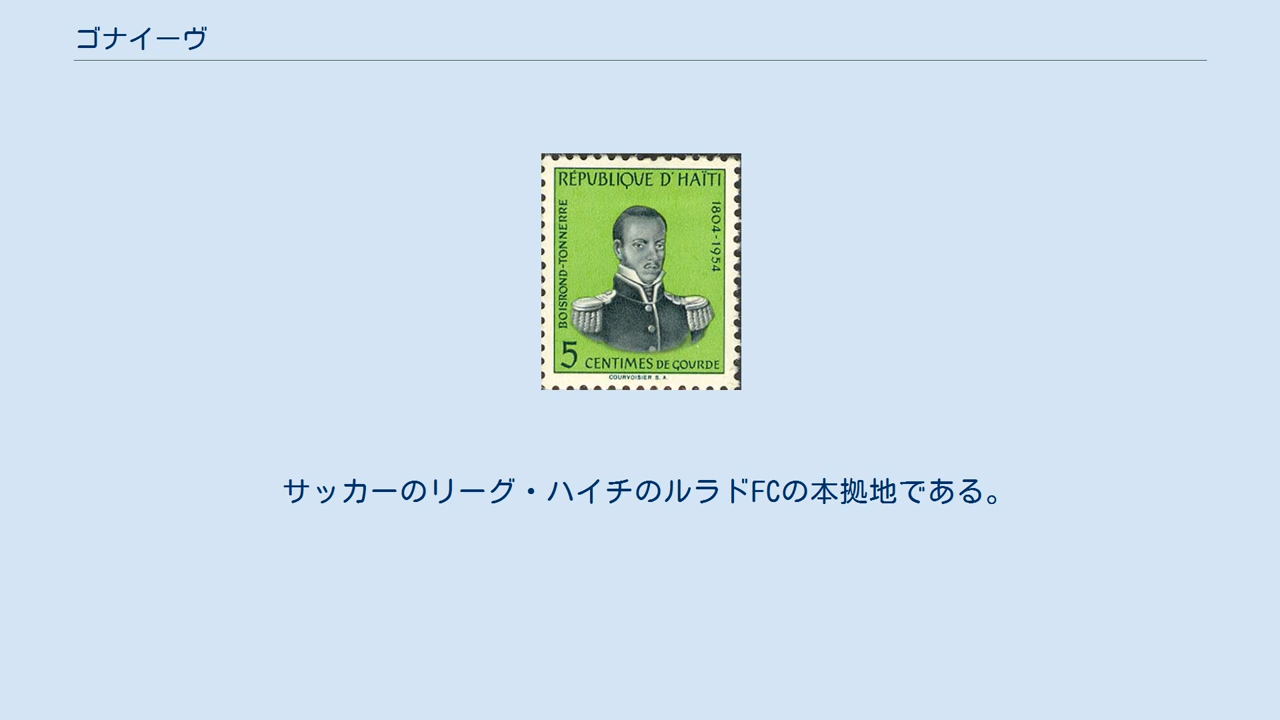 ゴナイーヴ
RÉPUBLIQUE D'HAÏTI
BOISROND-TONNERRE
1804-1954
5 CENTIMES DE GOURDE
COURVOISIER S. A.
サッカーのリーグ・ハイチのルラドFCの本拠地である。